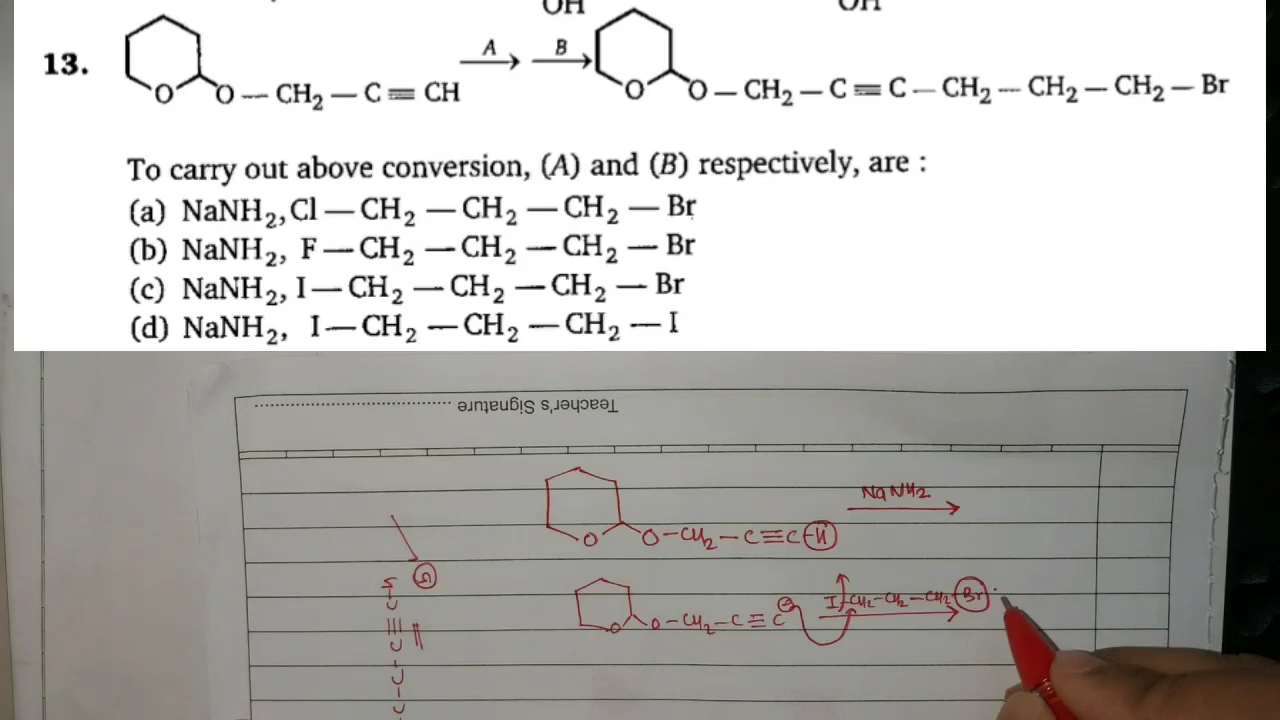 OH OH
13. O O — CH₂ — C ≡ CH A B O O — CH₂ — C ≡ C — CH₂ — CH₂ — CH₂ — Br
To carry out above conversion, (A) and (B) respectively, are :
(a) NaNH₂, Cl — CH₂ — CH₂ — CH₂ — Br
(b) NaNH₂, F — CH₂ — CH₂ — CH₂ — Br
(c) NaNH₂, I — CH₂ — CH₂ — CH₂ — Br
(d) NaNH₂, I — CH₂ — CH₂ — CH₂ — I
Teacher's Signature
NaNH₂
O O-CH₂-C≡C-H
I-CH₂-CH₂-CH₂-Br
O O-CH₂-C≡C⊖